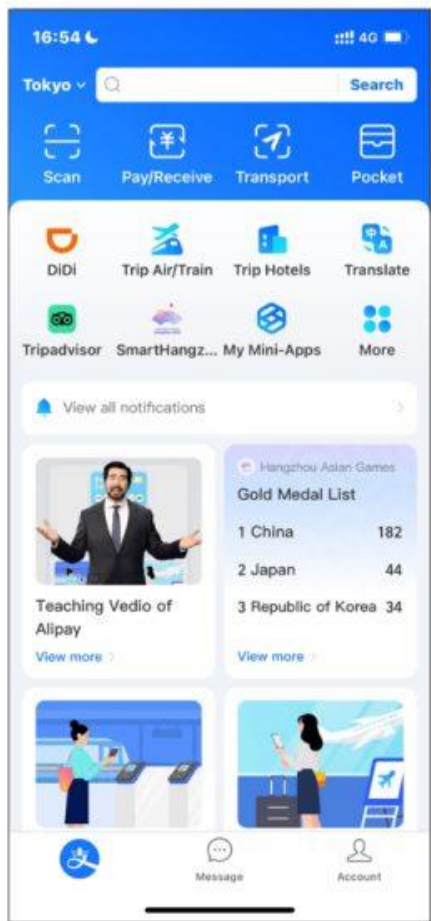 16:54
4G
Tokyo
Search
Scan
Pay/Receive
Transport
Pocket
DiDi
Trip Air/Train
Trip Hotels
Translate
Tripadvisor
SmartHangz...
My Mini-Apps
More
View all notifications
Teaching Vedio of
Alipay
View more
Hangzhou Asian Games
Gold Medal List
1 China 182
2 Japan 44
3 Republic of Korea 34
View more
Message
Account